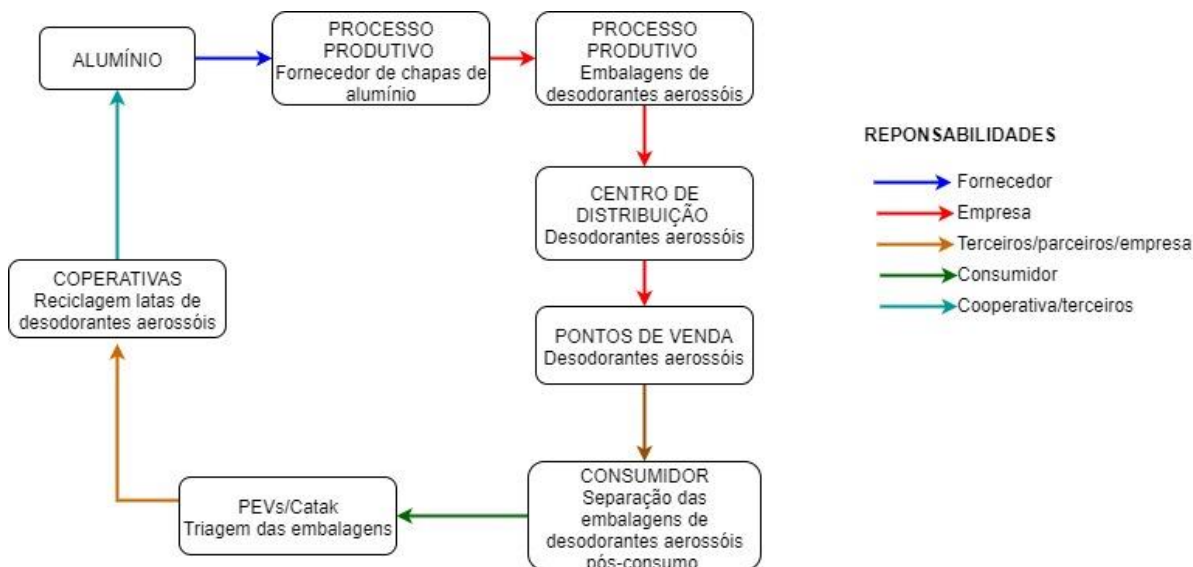 ALUMÍNIO
PROCESSO
PRODUTIVO
Fornecedor de chapas de
alumínio
PROCESSO
PRODUTIVO
Embalagens de
desodorantes aerossóis
CENTRO DE
DISTRIBUIÇÃO
Desodorantes aerossóis
PONTOS DE VENDA
Desodorantes aerossóis
CONSUMIDOR
Separação das
embalagens de
desodorantes aerossóis
pós-consumo
PEVs/Catak
Triagem das embalagens
COPERATIVAS
Reciclagem latas de
desodorantes aerossóis
REPONSABILIDADES
Fornecedor
Empresa
Terceiros/parceiros/empresa
Consumidor
Cooperativa/terceiros